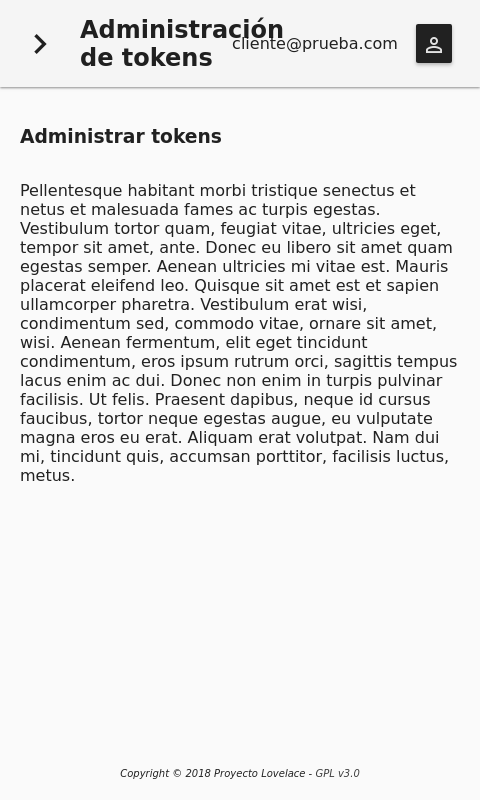 Administración
de tokens
cliente@prueba.com
Administrar tokens
Pellentesque habitant morbi tristique senectus et
netus et malesuada fames ac turpis egestas.
Vestibulum tortor quam, feugiat vitae, ultricies eget,
tempor sit amet, ante. Donec eu libero sit amet quam
egestas semper. Aenean ultricies mi vitae est. Mauris
placerat eleifend leo. Quisque sit amet est et sapien
ullamcorper pharetra. Vestibulum erat wisi,
condimentum sed, commodo vitae, ornare sit amet,
wisi. Aenean fermentum, elit eget tincidunt
condimentum, eros ipsum rutrum orci, sagittis tempus
lacus enim ac dui. Donec non enim in turpis pulvinar
facilisis. Ut felis. Praesent dapibus, neque id cursus
faucibus, tortor neque egestas augue, eu vulputate
magna eros eu erat. Aliquam erat volutpat. Nam dui
mi, tincidunt quis, accumsan porttitor, facilisis luctus,
metus.
Copyright © 2018 Proyecto Lovelace - GPL v3.0